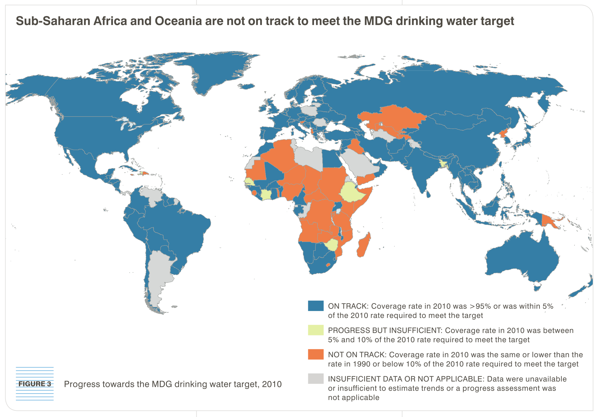 Sub-Saharan Africa and Oceania are not on track to meet the MDG drinking water target
ON TRACK: Coverage rate in 2010 was >95% or was within 5%
of the 2010 rate required to meet the target
PROGRESS BUT INSUFFICIENT: Coverage rate in 2010 was between
5% and 10% of the 2010 rate required to meet the target
NOT ON TRACK: Coverage rate in 2010 was the same or lower than the
rate in 1990 or below 10% of the 2010 rate required to meet the target
INSUFFICIENT DATA OR NOT APPLICABLE: Data were unavailable
or insufficient to estimate trends or a progress assessment was
not applicable
FIGURE 3 Progress towards the MDG drinking water target, 2010